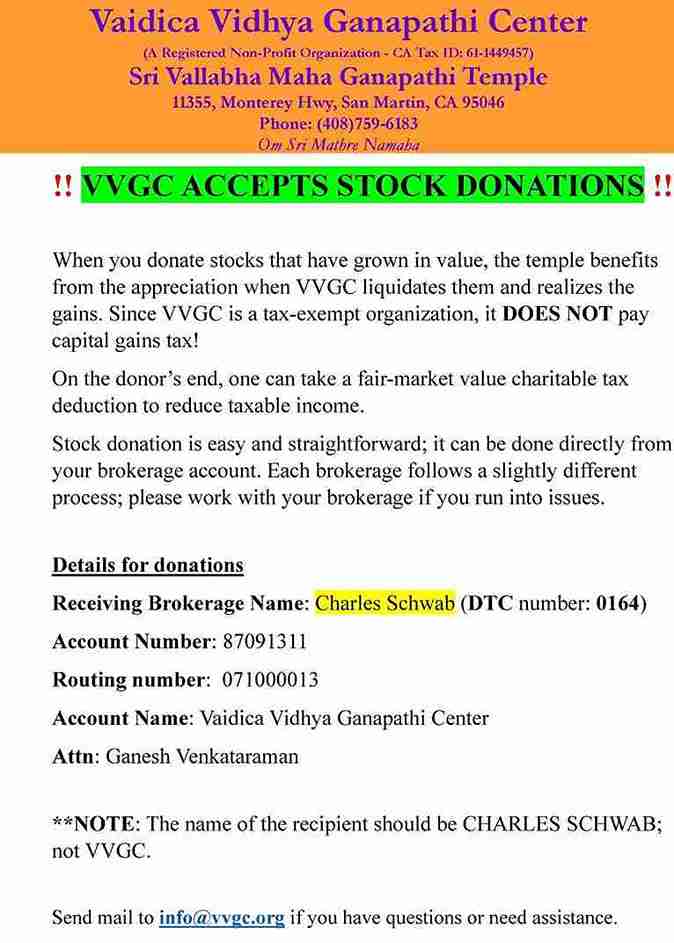 Vaidica Vidhya Ganapathi Center
(A Registered Non-Profit Organization - CA Tax ID: 61-1449457)
Sri Vallabha Maha Ganapathi Temple
11355, Monterey Hwy, San Martin, CA 95046
Phone: (408)759-6183
Om Sri Mathre Namaha
!! VVGC ACCEPTS STOCK DONATIONS !!
When you donate stocks that have grown in value, the temple benefits
from the appreciation when VVGC liquidates them and realizes the
gains. Since VVGC is a tax-exempt organization, it DOES NOT pay
capital gains tax!
On the donor’s end, one can take a fair-market value charitable tax
deduction to reduce taxable income.
Stock donation is easy and straightforward; it can be done directly from
your brokerage account. Each brokerage follows a slightly different
process; please work with your brokerage if you run into issues.
Details for donations
Receiving Brokerage Name: Charles Schwab (DTC number: 0164)
Account Number: 87091311
Routing number: 071000013
Account Name: Vaidica Vidhya Ganapathi Center
Attn: Ganesh Venkataraman
**NOTE: The name of the recipient should be CHARLES SCHWAB;
not VVGC.
Send mail to info@vvgc.org if you have questions or need assistance.